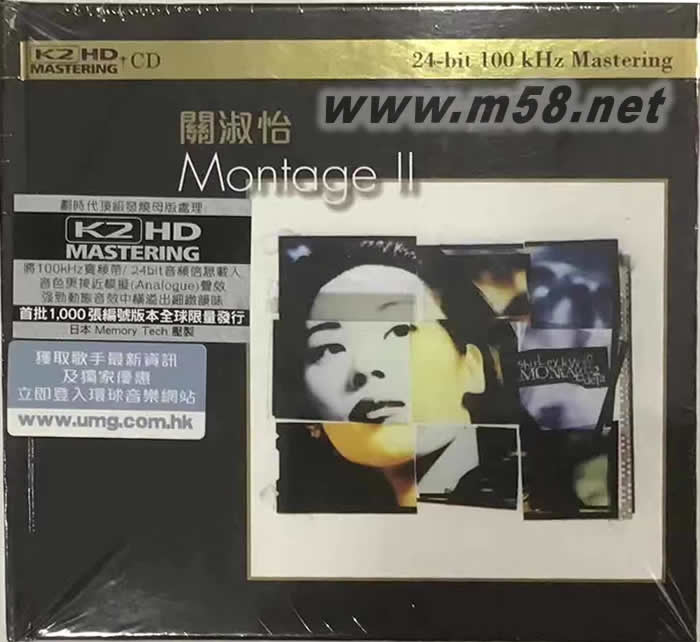 K2 HD MASTERING + CD
24-bit 100 kHz Mastering
www.m58.net
關淑怡
Montage II
劃時代頂級發燒母版處理
K2 HD
MASTERING
將100kHz寬頻帶/24bit音頻信息載入
音色更接近模擬(Analogue)聲效
强勁動態音效中橫溢出細緻韻味
首批1,000張編號版本全球限量發行
日本 Memory Tech 壓製
獲取歌手最新資訊
及獨家優惠
立即登入環球音樂網站
www.umg.com.hk
shirley kwan